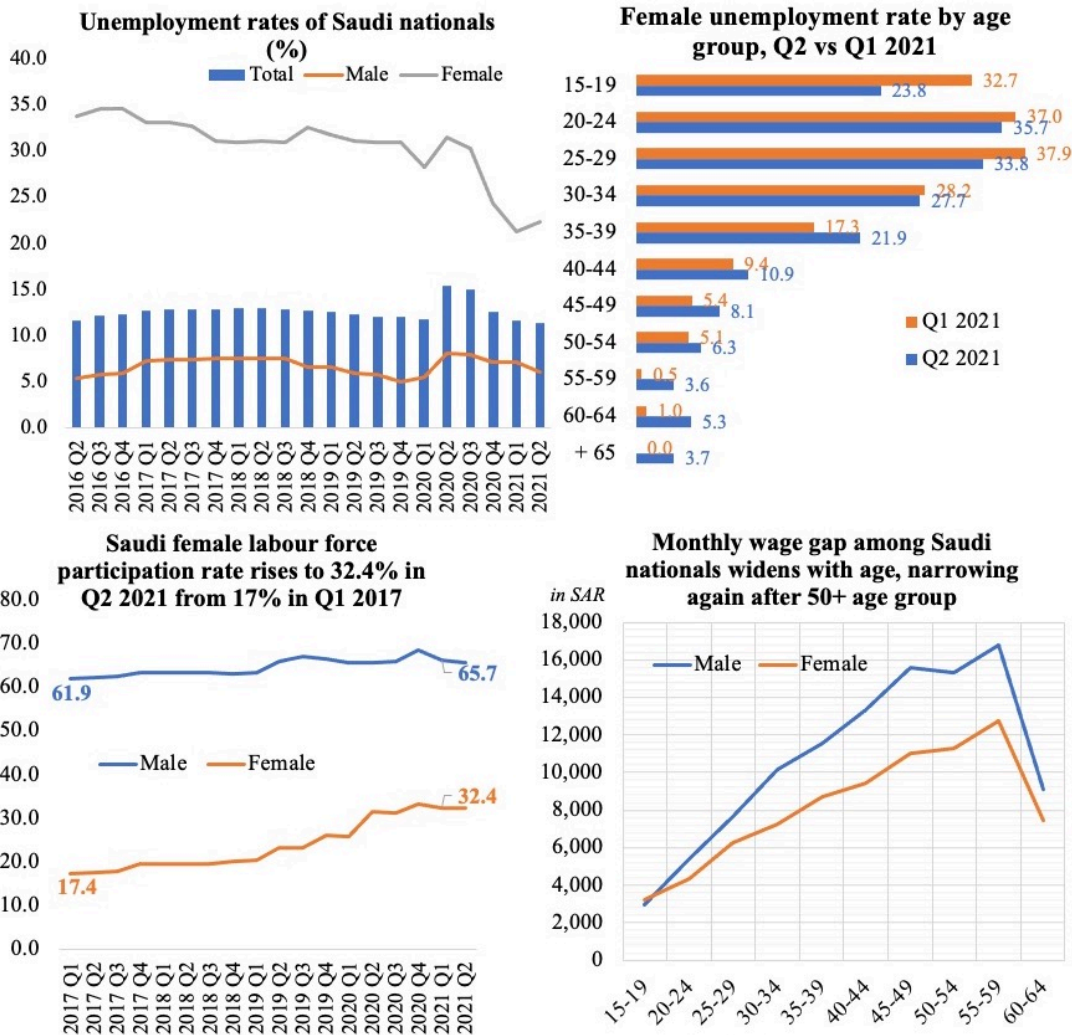 Unemployment rates of Saudi nationals
(%)
Total Male Female
40.0
35.0
30.0
25.0
20.0
15.0
10.0
5.0
0.0
2016 Q2
2016 Q3
2016 Q4
2017 Q1
2017 Q2
2017 Q3
2017 Q4
2018 Q1
2018 Q2
2018 Q3
2018 Q4
2019 Q1
2019 Q2
2019 Q3
2019 Q4
2020 Q1
2020 Q2
2020 Q3
2020 Q4
2021 Q1
2021 Q2
Female unemployment rate by age
group, Q2 vs Q1 2021
15-19 32.7
23.8
20-24 37.0
35.7
25-29 37.9
33.8
30-34 28.2
27.7
35-39 17.3
21.9
40-44 9.4
10.9
45-49 5.4
8.1
50-54 5.1
6.3
55-59 0.5
3.6
60-64 1.0
5.3
+ 65 0.0
3.7
Q1 2021
Q2 2021
Saudi female labour force
participation rate rises to 32.4% in
Q2 2021 from 17% in Q1 2017
80.0
70.0
60.0
50.0
40.0
30.0
20.0
10.0
0.0
61.9
65.7
Male Female
32.4
17.4
2017 Q1
2017 Q2
2017 Q3
2017 Q4
2018 Q1
2018 Q2
2018 Q3
2018 Q4
2019 Q1
2019 Q2
2019 Q3
2019 Q4
2020 Q1
2020 Q2
2020 Q3
2020 Q4
2021 Q1
2021 Q2
Monthly wage gap among Saudi
nationals widens with age, narrowing
again after 50+ age group
in SAR
18,000
16,000
14,000
12,000
10,000
8,000
6,000
4,000
2,000
0
Male Female
15-19
20-24
25-29
30-34
35-39
40-44
45-49
50-54
55-59
60-64